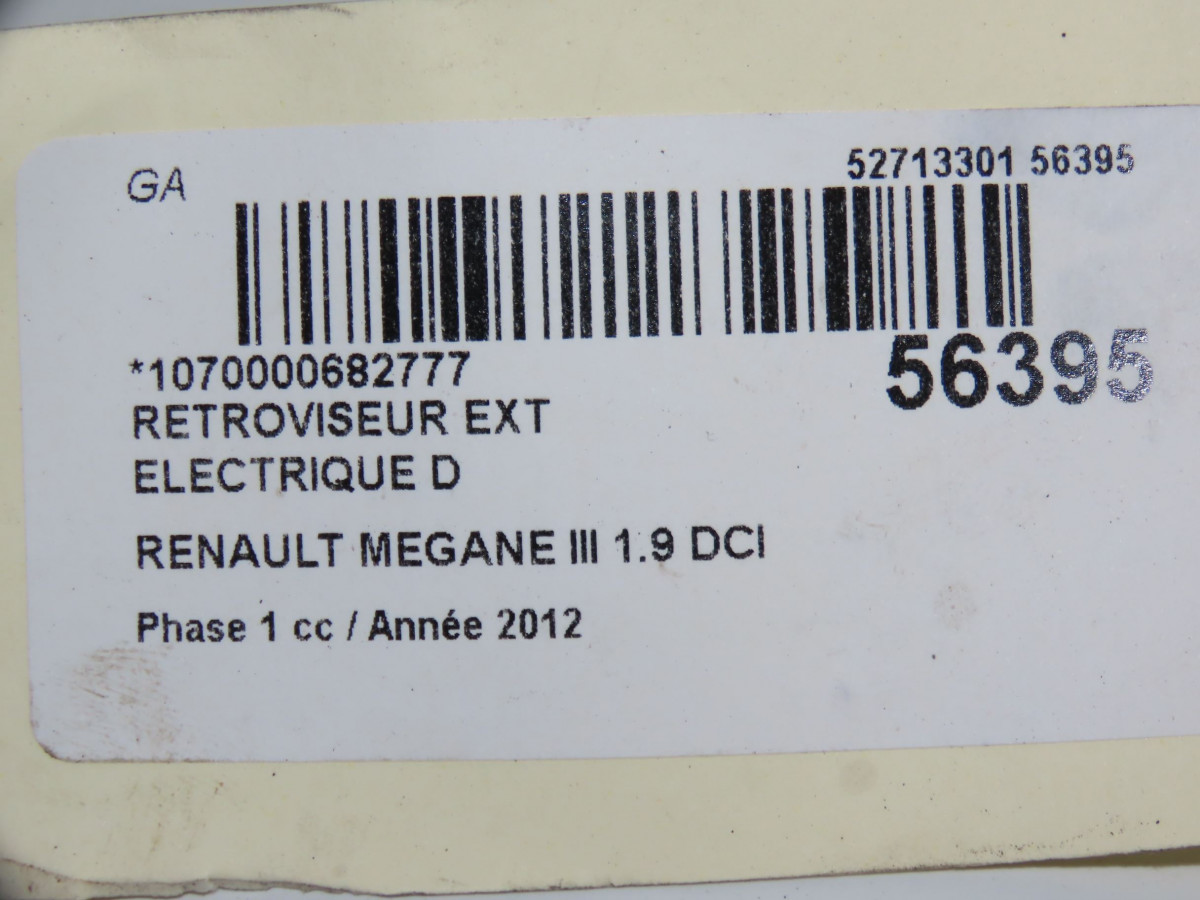 GA
52713301 56395
*1070000682777
56395
RETROVISEUR EXT
ELECTRIQUE D
RENAULT MEGANE III 1.9 DCI
Phase 1 cc / Année 2012